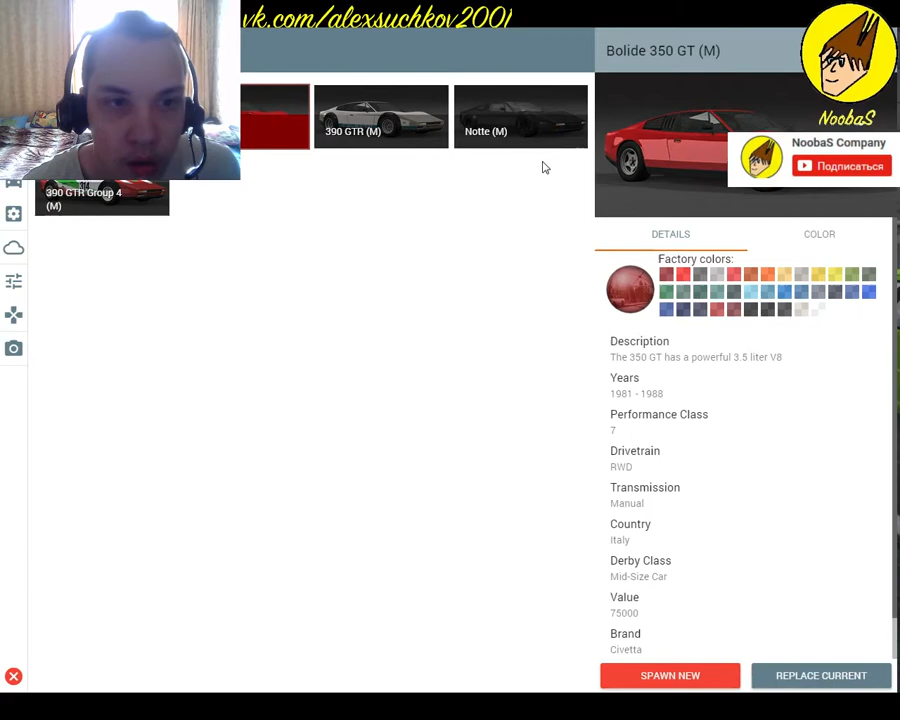 vk.com/alexsuchkov2001
Bolide 350 GT (M)
NoobaS
NoobaS Company
Подписаться
390 GTR (M)
Notte (M)
390 GTR Group 4
(M)
DETAILS
COLOR
Factory colors:
Description
The 350 GT has a powerful 3.5 liter V8
Years
1981 - 1988
Performance Class
7
Drivetrain
RWD
Transmission
Manual
Country
Italy
Derby Class
Mid-Size Car
Value
75000
Brand
Civetta
SPAWN NEW
REPLACE CURRENT